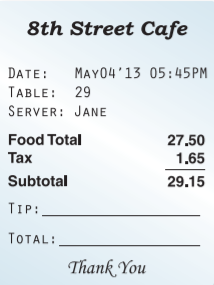 8th Street Cafe
DATE: MAY04'13 05:45PM
TABLE: 29
SERVER: JANE
Food Total 27.50
Tax 1.65
Subtotal 29.15
TIP:
TOTAL:
Thank You